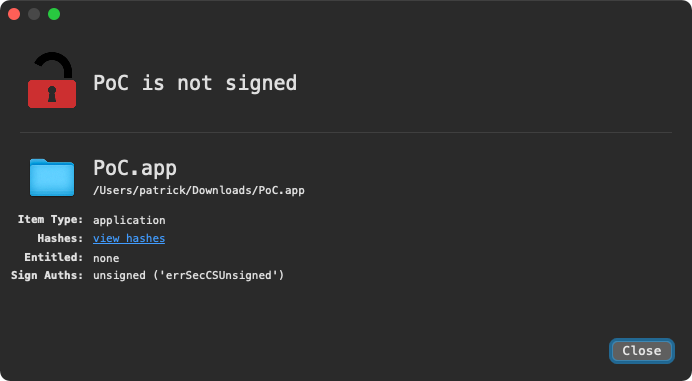 PoC is not signed
PoC.app
/Users/patrick/Downloads/PoC.app
Item Type: application
Hashes: view hashes
Entitled: none
Sign Auths: unsigned ('errSecCSUnsigned')
Close